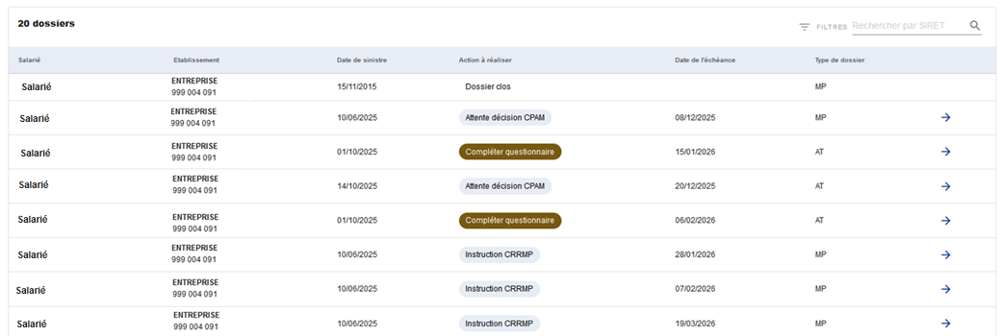 20 dossiers
FILTRES Rechercher par SIRET
Salarié Etablissement Date de sinistre Action à réaliser Date de l'échéance Type de dossier
Salarié ENTREPRISE 15/11/2015 Dossier clos MP
999 004 091
Salarié ENTREPRISE 10/06/2025 Attente décision CPAM 08/12/2025 MP
999 004 091
Salarié ENTREPRISE 01/10/2025 Compléter questionnaire 15/01/2026 AT
999 004 091
Salarié ENTREPRISE 14/10/2025 Attente décision CPAM 20/12/2025 AT
999 004 091
Salarié ENTREPRISE 01/10/2025 Compléter questionnaire 06/02/2026 AT
999 004 091
Salarié ENTREPRISE 10/06/2025 Instruction CRRMP 28/01/2026 MP
999 004 091
Salarié ENTREPRISE 10/06/2025 Instruction CRRMP 07/02/2026 MP
999 004 091
Salarié ENTREPRISE 10/06/2025 Instruction CRRMP 19/03/2026 MP
999 004 091